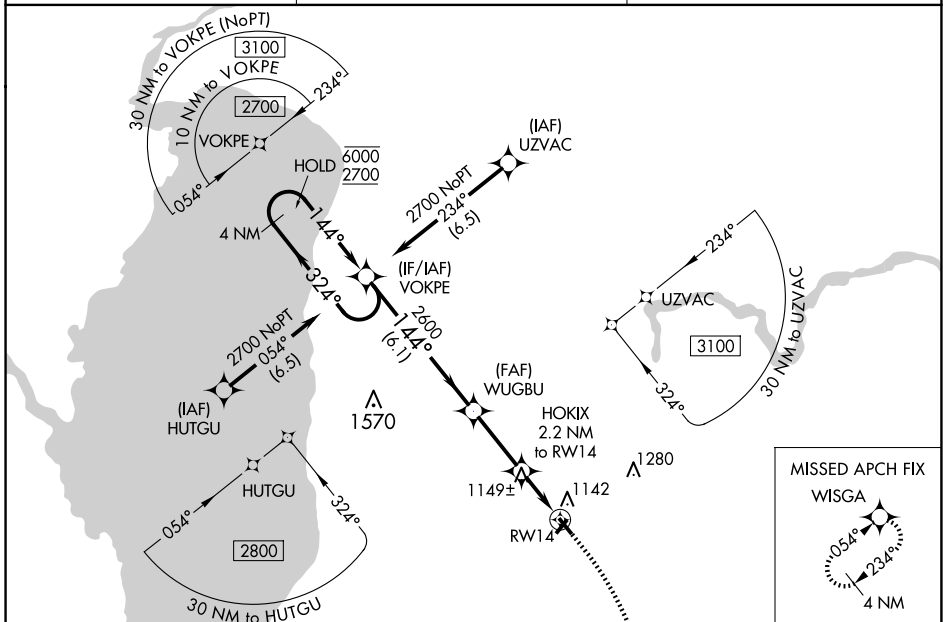 30 NM to VOKPE (NoPT)
3100
10 NM to VOKPE
2700
234°
VOKPE
054°
HOLD
6000
2700
4 NM
144°
324°
(IAF)
UZVAC
2700 NoPT
234°
(6.5)
(IF/IAF)
VOKPE
2600
144°
(6.1)
2700 NoPT
054°
(6.5)
(IAF)
HUTGU
1570
(FAF)
WUGBU
HOKIX
2.2 NM
to RW14
1149±
1142
1280
RW14
234°
UZVAC
3100
324°
30 NM to UZVAC
HUTGU
054°
324°
2800
30 NM to HUTGU
MISSED APCH FIX
WISGA
054°
234°
4 NM